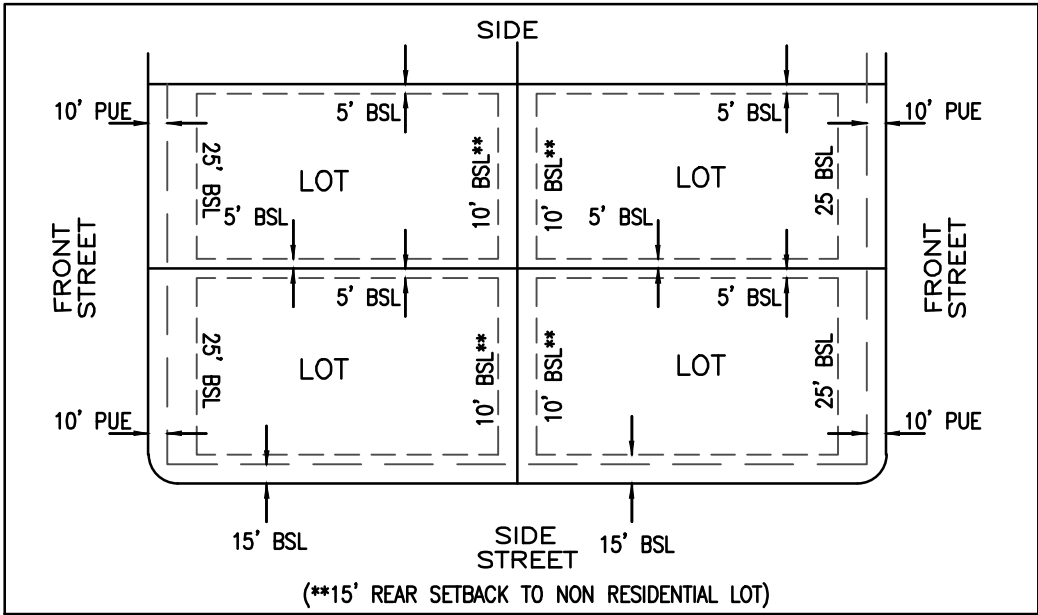 SIDE
10' PUE
5' BSL
5' BSL
10' PUE
25' BSL
LOT
10' BSL**
10' BSL**
LOT
25 BSL
5' BSL
5' BSL
FRONT
STREET
FRONT
STREET
5' BSL
5' BSL
25' BSL
LOT
10' BSL**
10' BSL**
LOT
25' BSL
10' PUE
10' PUE
15' BSL
SIDE
STREET
15' BSL
(**15' REAR SETBACK TO NON RESIDENTIAL LOT)